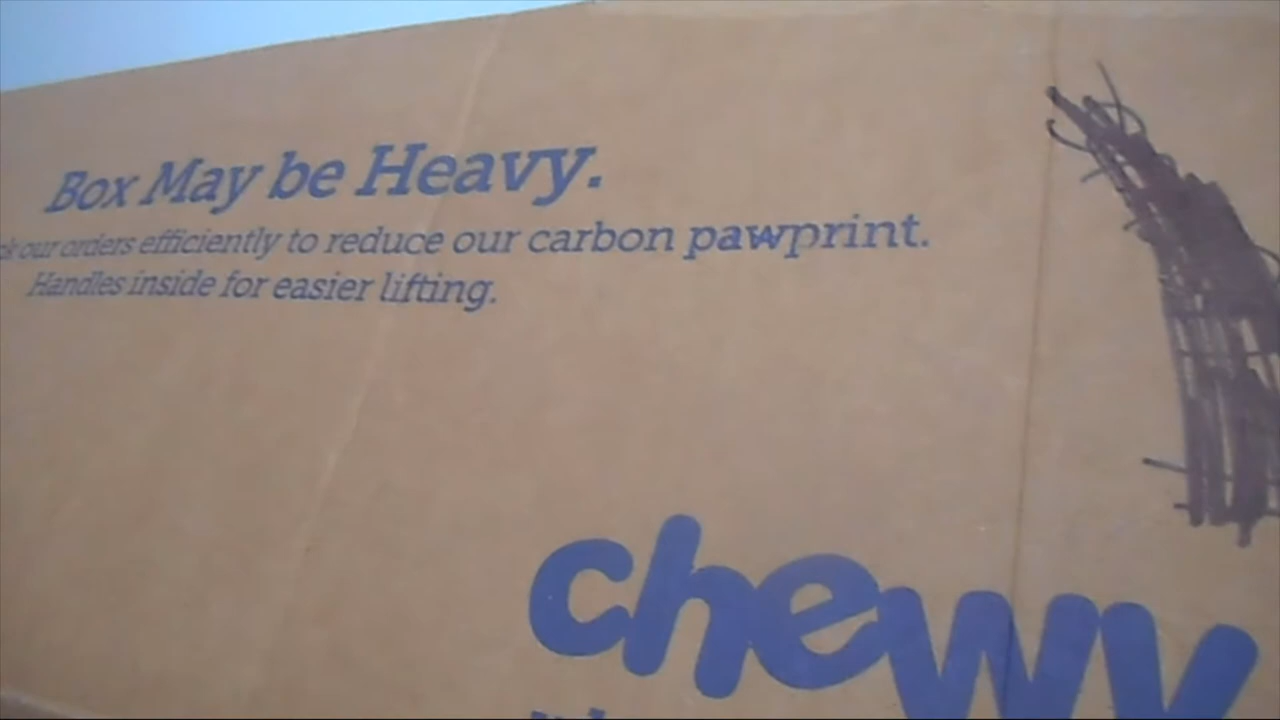 Box May be Heavy.
our orders efficiently to reduce our carbon pawprint.
Handles inside for easier lifting.
chewy